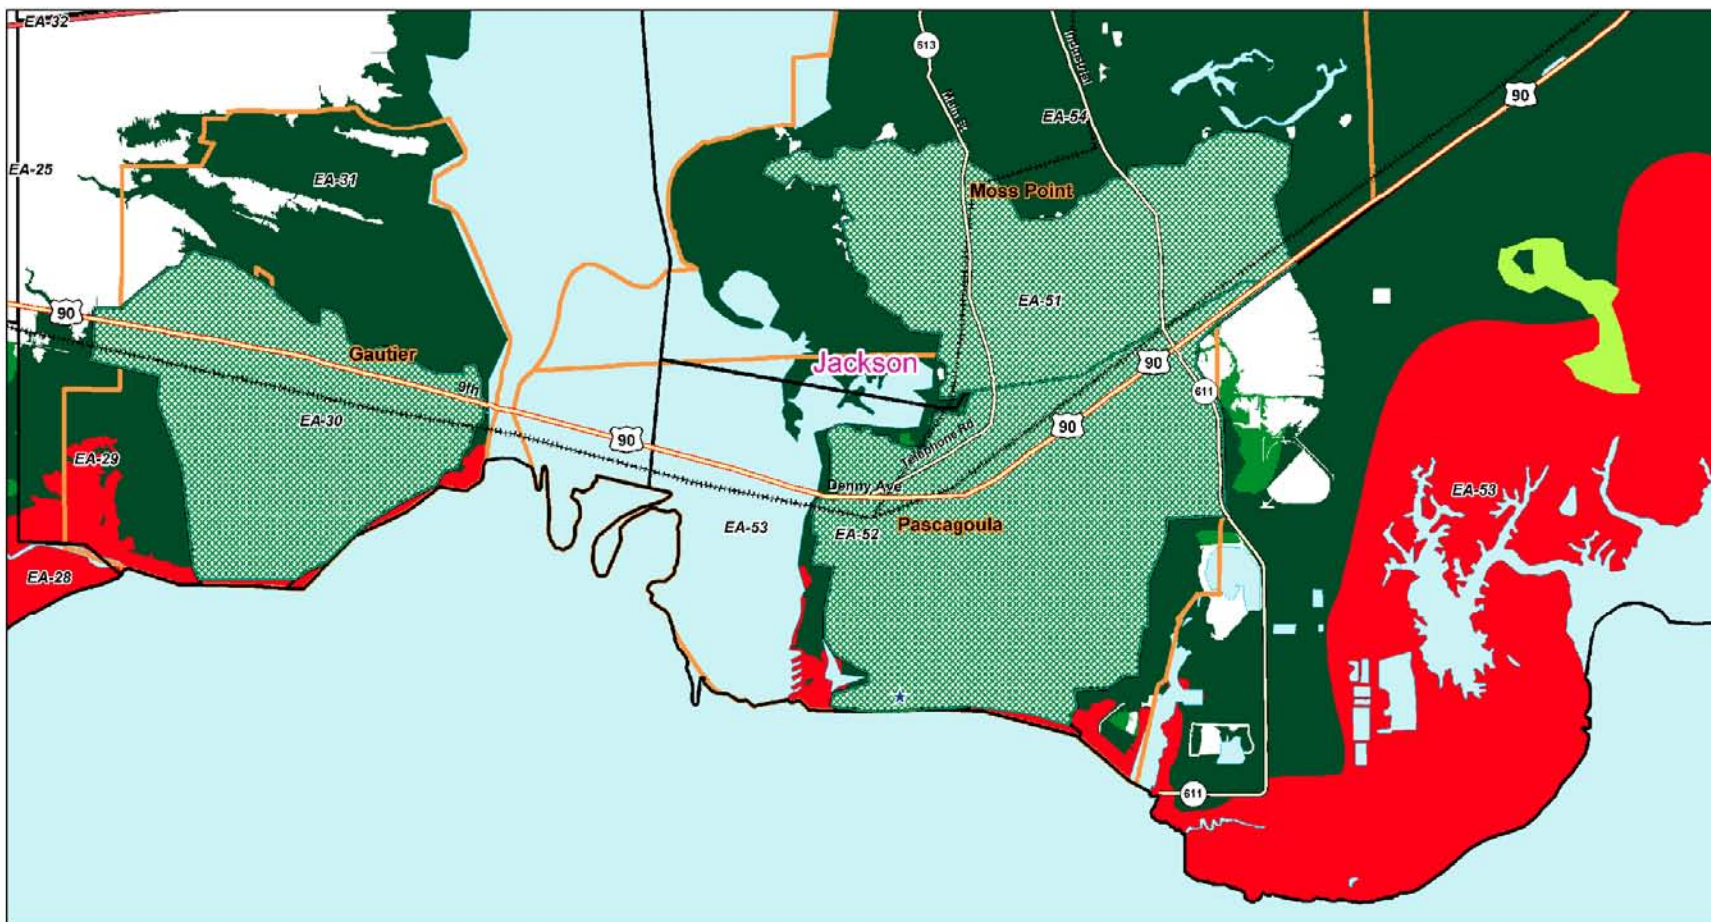 EA-32
613
Industrial
Main St
90
EA-54
EA-25
EA-31
Moss Point
EA-51
90
Gautier
Jackson
90
9th
611
EA-30
90
90
Telephone Rd
EA-29
Denny Ave
EA-53
EA-53
EA-52
Pascagoula
EA-28
611